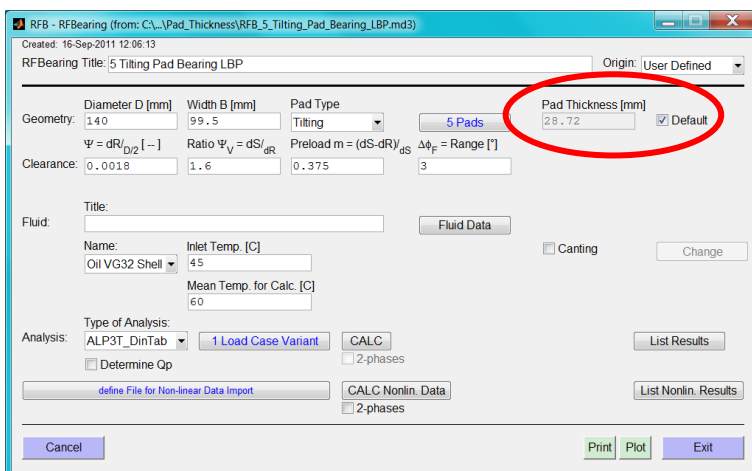 RFB - RFBearing (from: C:\...\Pad_Thickness\RFB_5_Tilting_Pad_Bearing_LBP.md3)
Created: 16-Sep-2011 12:06:13
RFBearing Title: 5 Tilting Pad Bearing LBP Origin: User Defined
Diameter D [mm] Width B [mm] Pad Type Pad Thickness [mm]
Geometry: 140 99.5 Tilting 5 Pads 28.72 Default
Ψ = dR/D/2 [ -- ] Ratio ΨV = dS/dR Preload m = (dS-dR)/dS ΔϕF = Range [°]
Clearance: 0.0018 1.6 0.375 3
Title:
Fluid: Fluid Data
Name: Inlet Temp. [C] Canting Change
Oil VG32 Shell 45
Mean Temp. for Calc. [C]
60
Type of Analysis:
Analysis: ALP3T_DinTab 1 Load Case Variant CALC List Results
Determine Qp 2-phases
define File for Non-linear Data Import CALC Nonlin. Data List Nonlin. Results
2-phases
Cancel Print Plot Exit